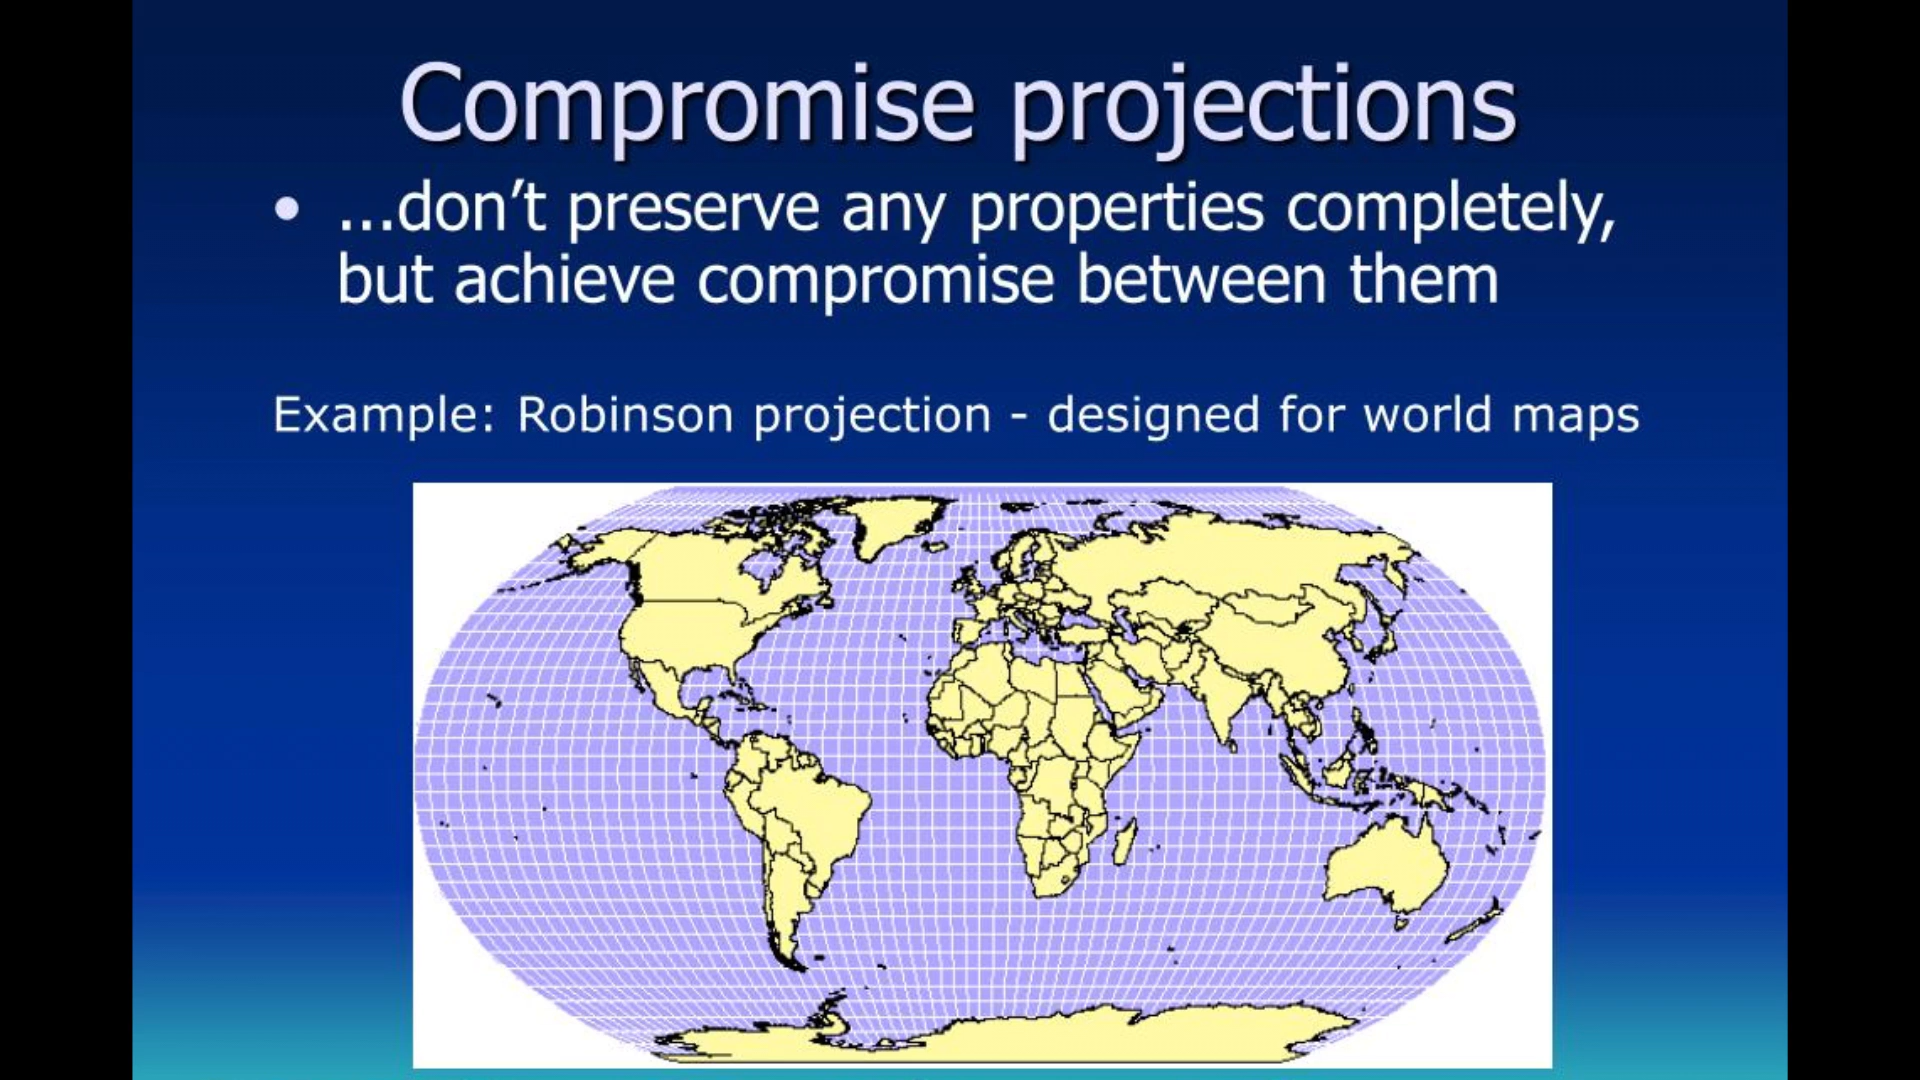 Compromise projections
• ...don’t preserve any properties completely,
but achieve compromise between them
Example: Robinson projection - designed for world maps